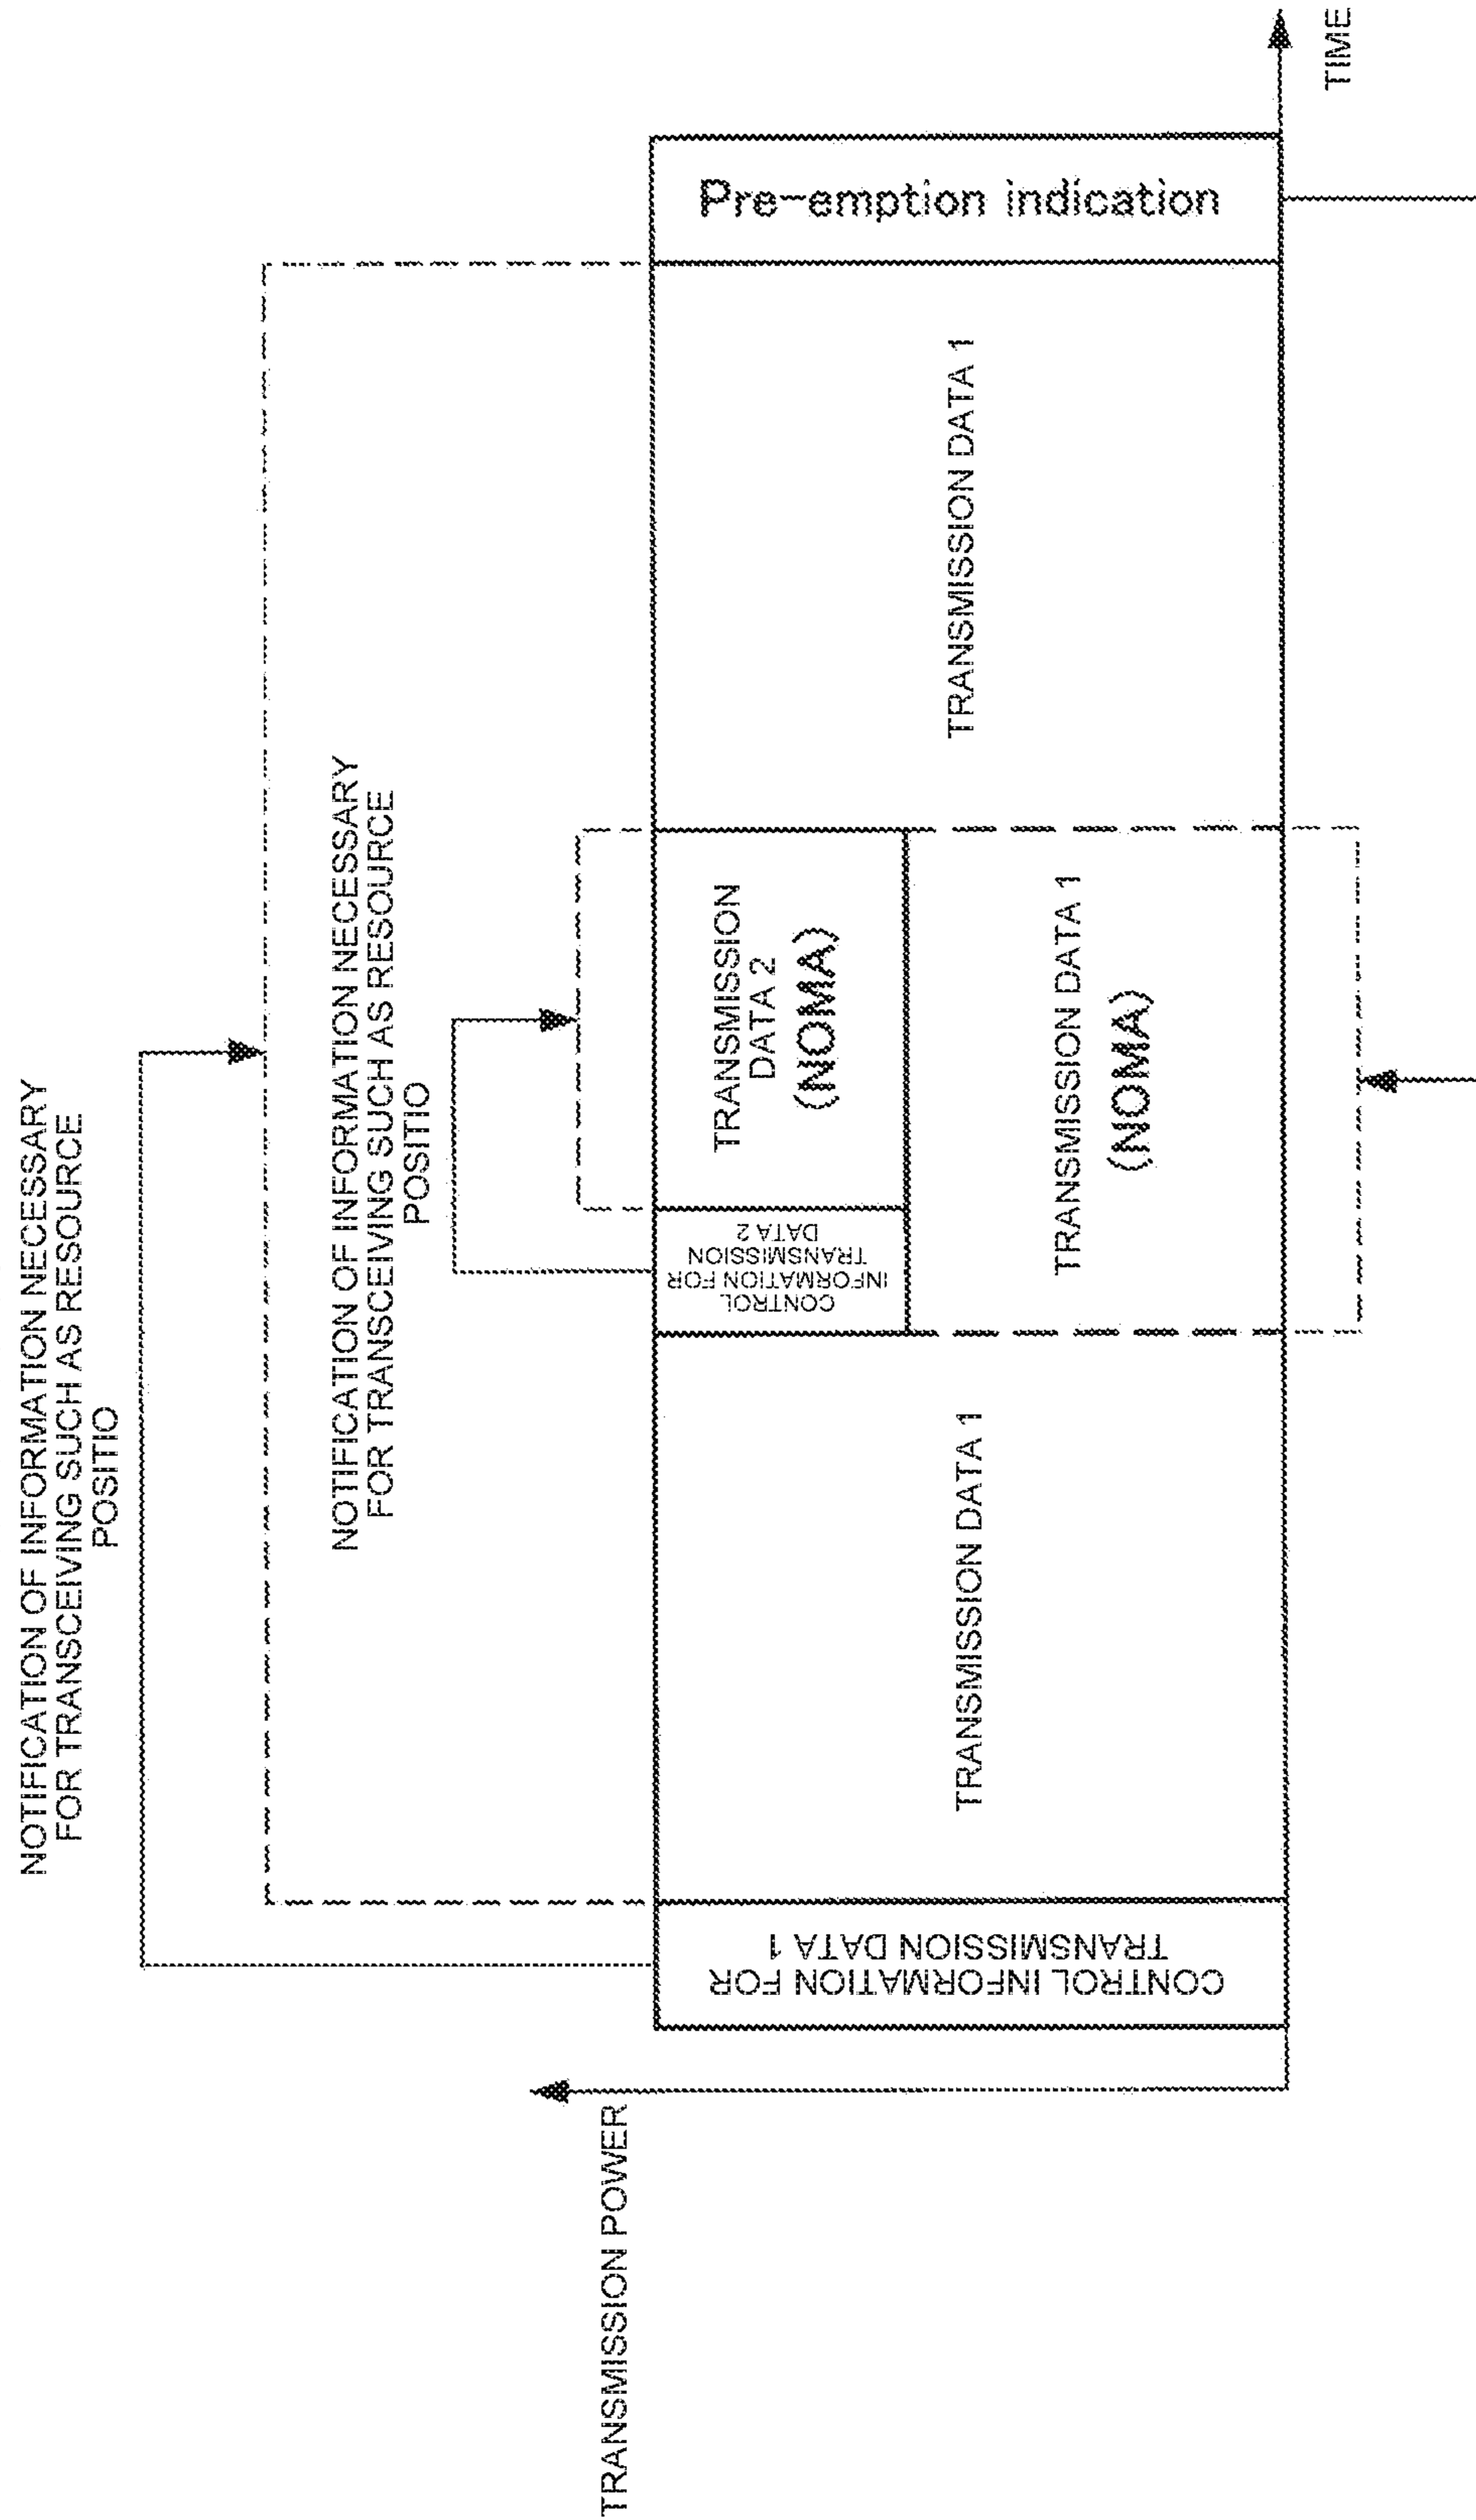 NOTIFICATION OF INFORMATION NECESSARY
FOR TRANSCEIVING SUCH AS RESOURCE
POSITIO
NOTIFICATION OF INFORMATION NECESSARY
FOR TRANSCEIVING SUCH AS RESOURCE
POSITIO
TRANSMISSION POWER
CONTROL INFORMATION FOR
TRANSMISSION DATA 1
TRANSMISSION DATA 1
CONTROL
INFORMATION FOR
TRANSMISSION
DATA 2
TRANSMISSION
DATA 2
(NOMA)
TRANSMISSION DATA 1
(NOMA)
TRANSMISSION DATA 1
Pre-emption indication
TIME